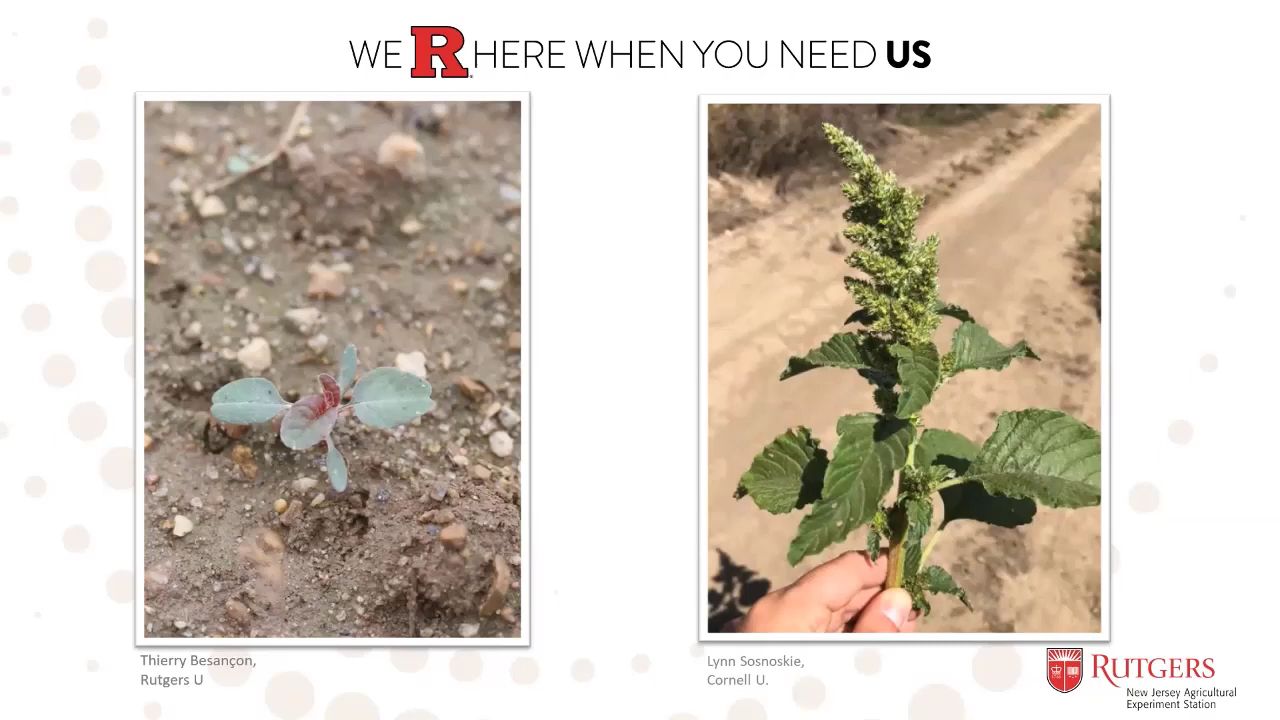 WE R HERE WHEN YOU NEED US
Thierry Besançon,
Rutgers U
Lynn Sosnoskie,
Cornell U.
RUTGERS
New Jersey Agricultural
Experiment Station